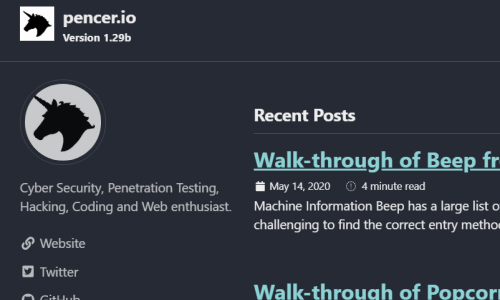 pencer.io
Version 1.29b
Cyber Security, Penetration Testing,
Hacking, Coding and Web enthusiast.
Website
Twitter
GitHub
Recent Posts
Walk-through of Beep fr
May 14, 2020 4 minute read
Machine Information Beep has a large list o
challenging to find the correct entry metho
Walk-through of Popcor